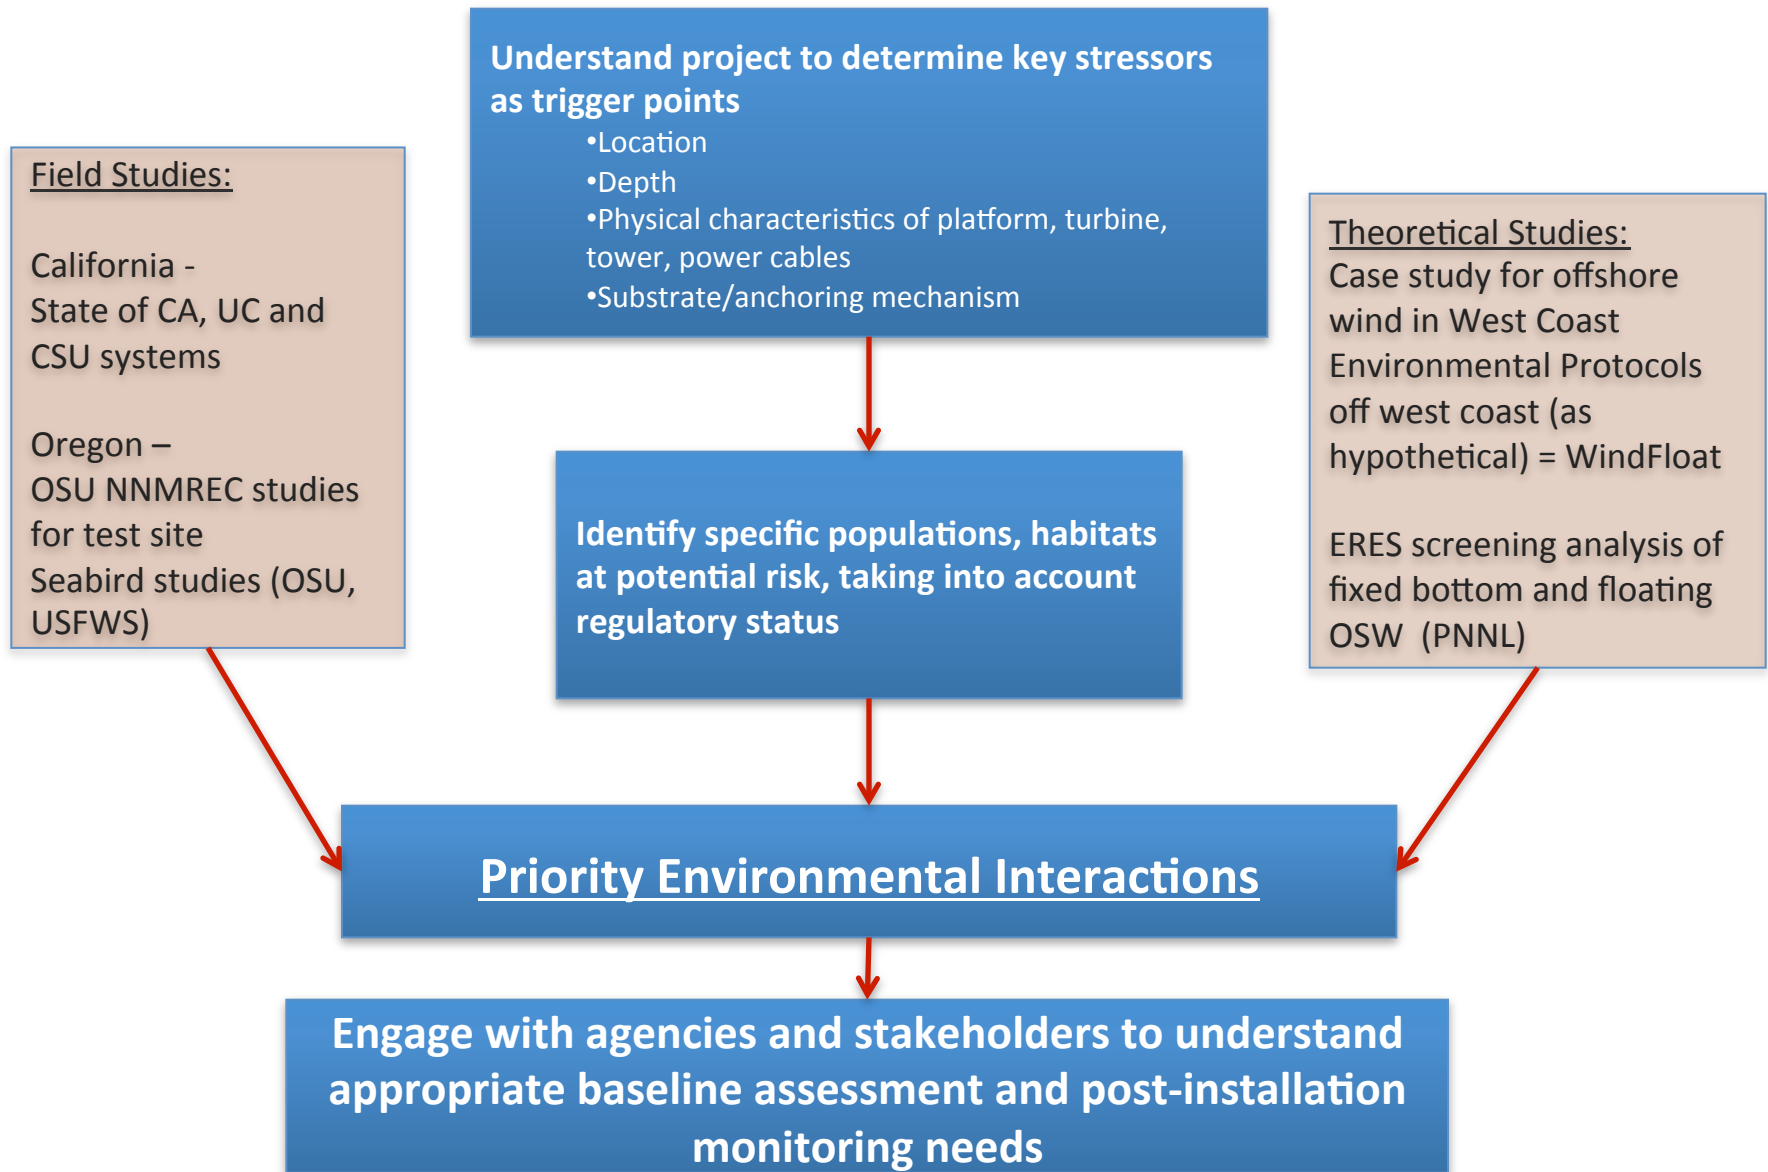 Understand project to determine key stressors
as trigger points
•Location
•Depth
•Physical characteristics of platform, turbine,
tower, power cables
•Substrate/anchoring mechanism
Field Studies:
California -
State of CA, UC and
CSU systems
Oregon –
OSU NNMREC studies
for test site
Seabird studies (OSU,
USFWS)
Theoretical Studies:
Case study for offshore
wind in West Coast
Environmental Protocols
off west coast (as
hypothetical) = WindFloat
ERES screening analysis of
fixed bottom and floating
OSW (PNNL)
Identify specific populations, habitats
at potential risk, taking into account
regulatory status
Priority Environmental Interactions
Engage with agencies and stakeholders to understand
appropriate baseline assessment and post-installation
monitoring needs